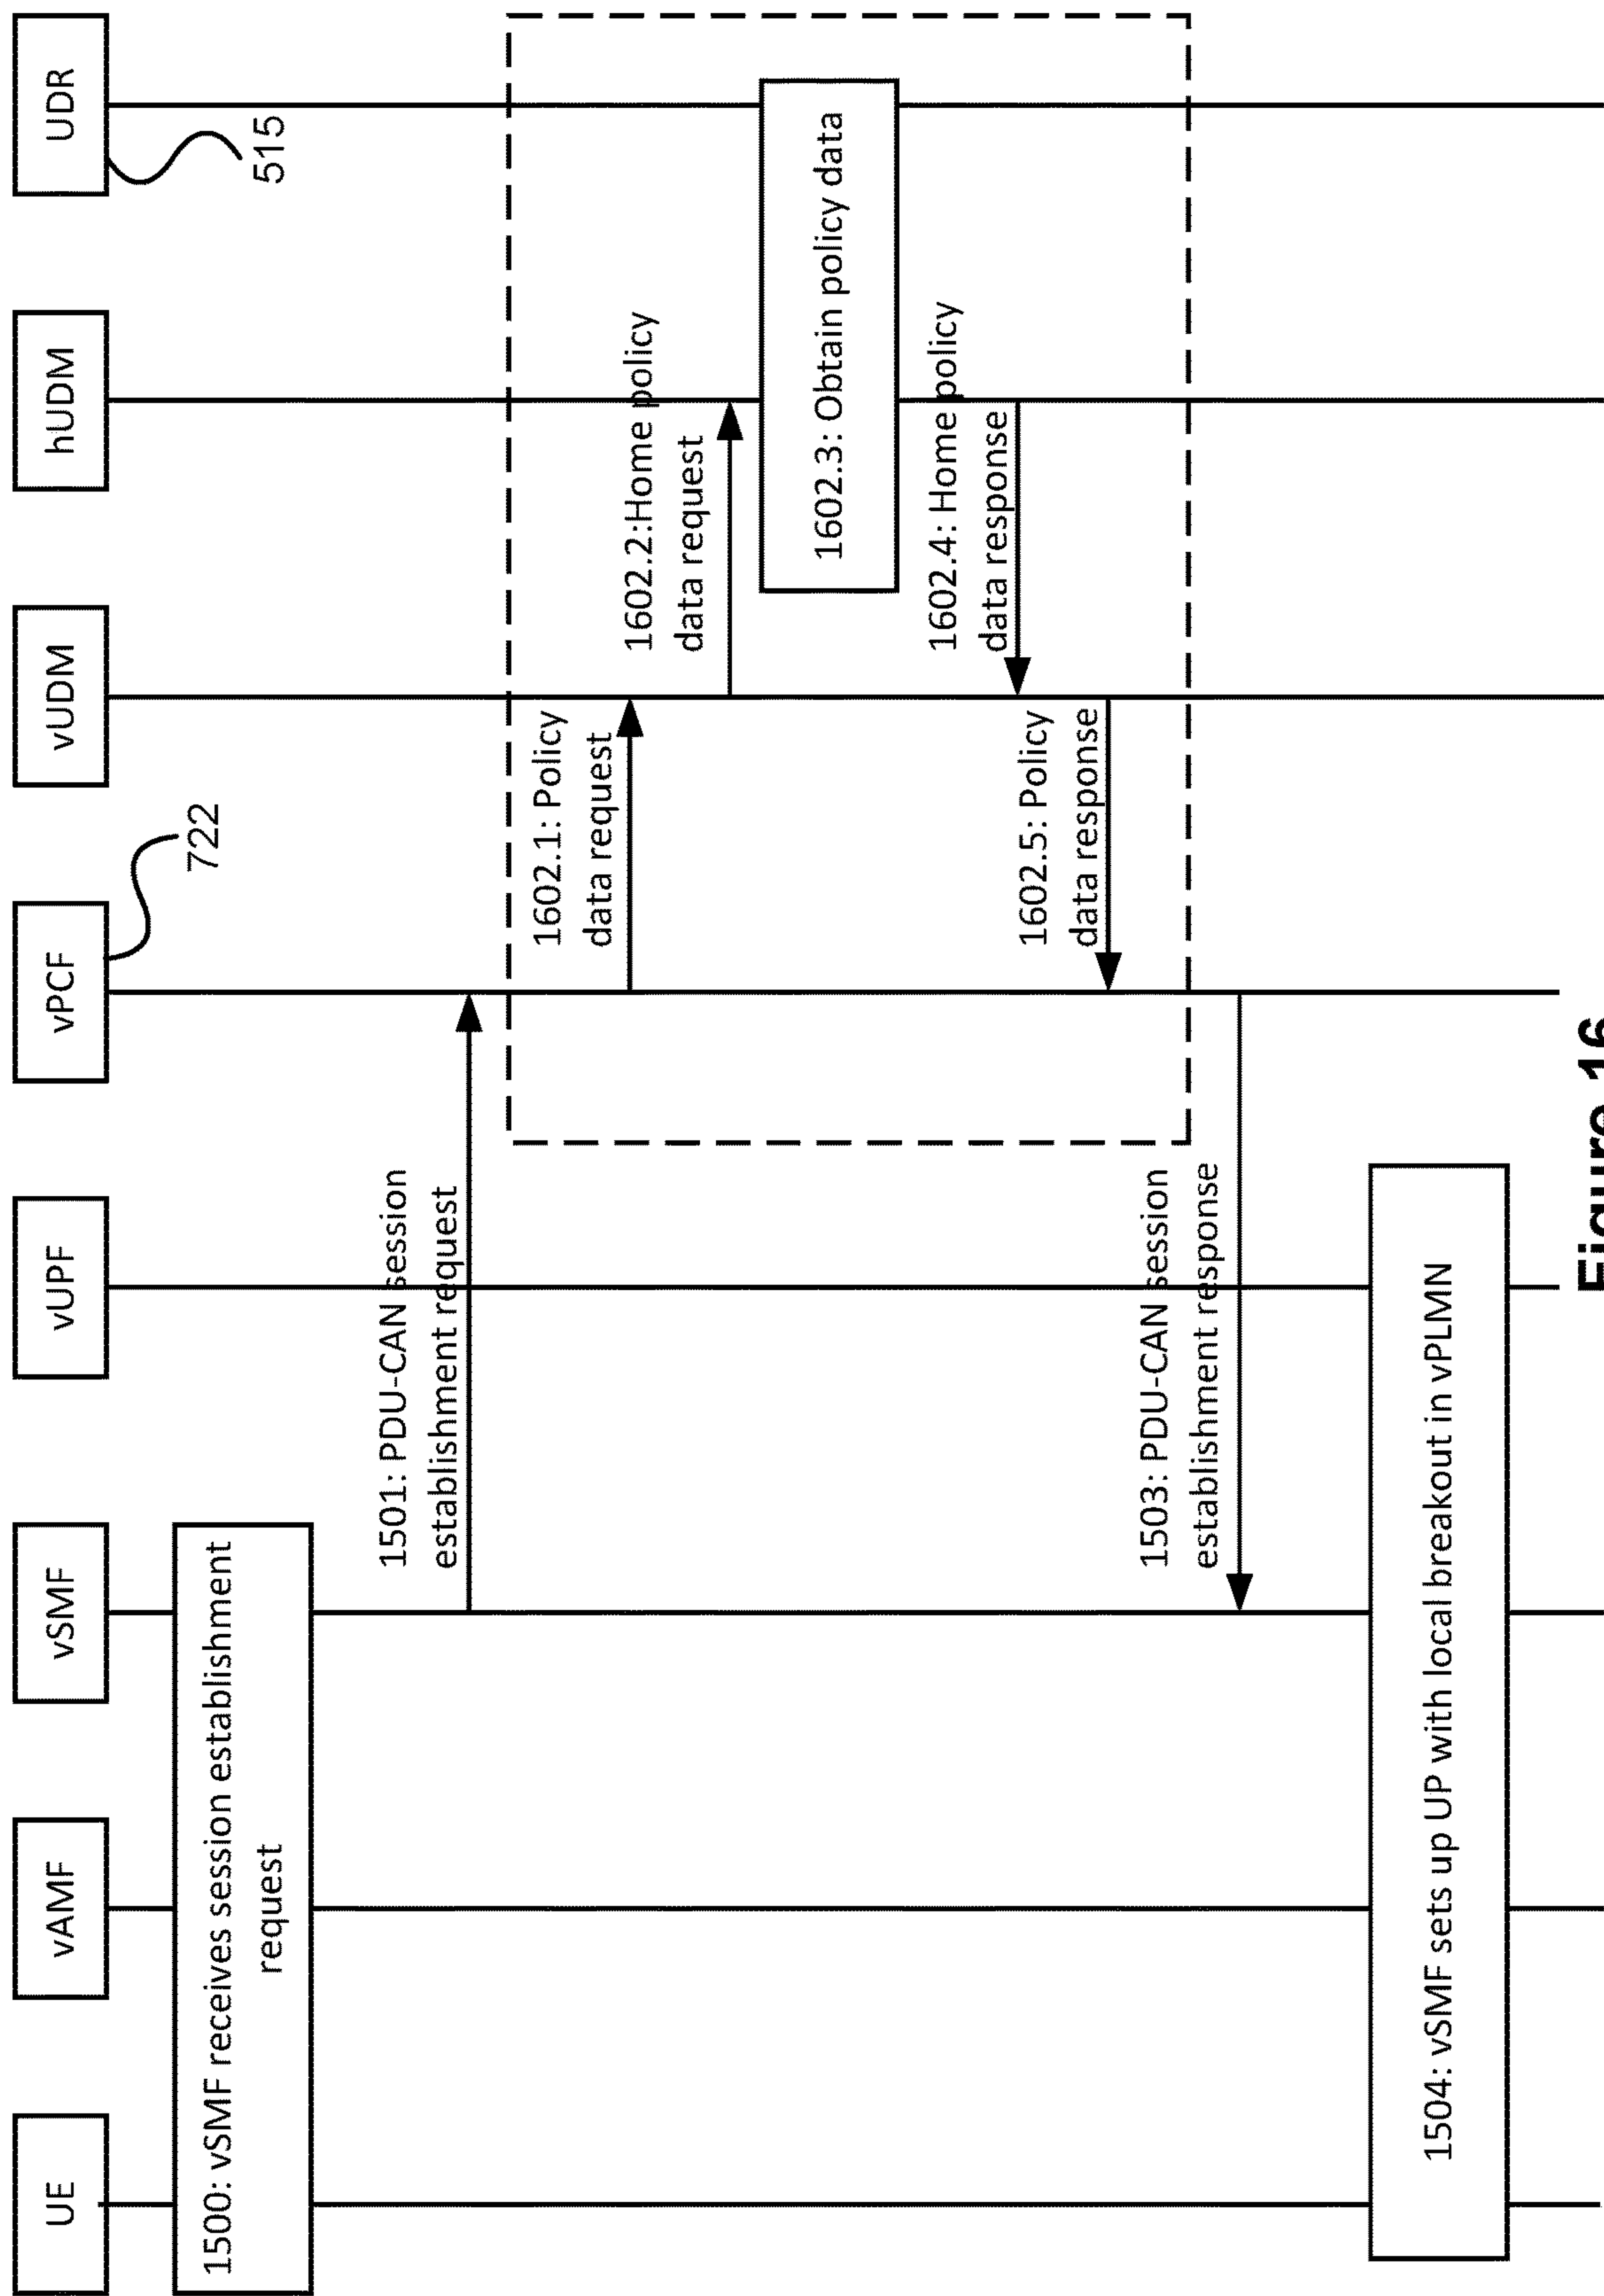 UE
vAMF
vSMF
vUPF
vPCF
vUDM
hUDM
UDR
722
515
1500: vSMF receives session establishment
request
1501: PDU-CAN session
establishment request
1602.1: Policy
data request
1602.2:Home policy
data request
1602.3: Obtain policy data
1602.4: Home policy
data response
1602.5: Policy
data response
1503: PDU-CAN session
establishment response
1504: vSMF sets up UP with local breakout in vPLMN
Figure 16